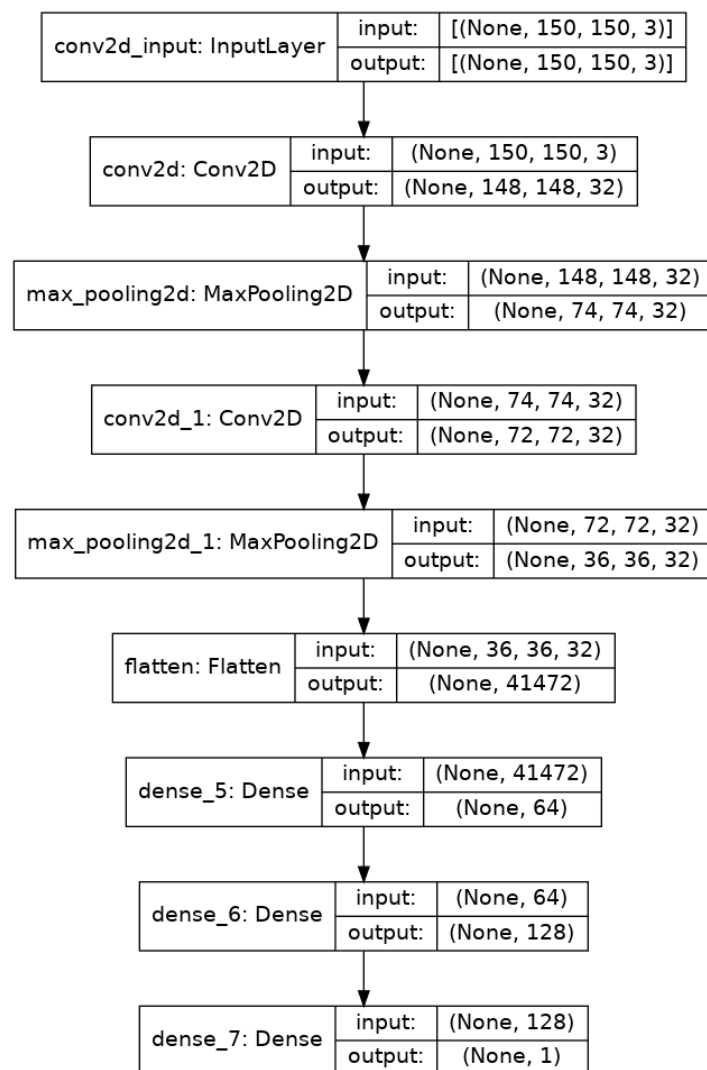 conv2d_input: InputLayer
input: [(None, 150, 150, 3)]
output: [(None, 150, 150, 3)]
conv2d: Conv2D
input: (None, 150, 150, 3)
output: (None, 148, 148, 32)
max_pooling2d: MaxPooling2D
input: (None, 148, 148, 32)
output: (None, 74, 74, 32)
conv2d_1: Conv2D
input: (None, 74, 74, 32)
output: (None, 72, 72, 32)
max_pooling2d_1: MaxPooling2D
input: (None, 72, 72, 32)
output: (None, 36, 36, 32)
flatten: Flatten
input: (None, 36, 36, 32)
output: (None, 41472)
dense_5: Dense
input: (None, 41472)
output: (None, 64)
dense_6: Dense
input: (None, 64)
output: (None, 128)
dense_7: Dense
input: (None, 128)
output: (None, 1)